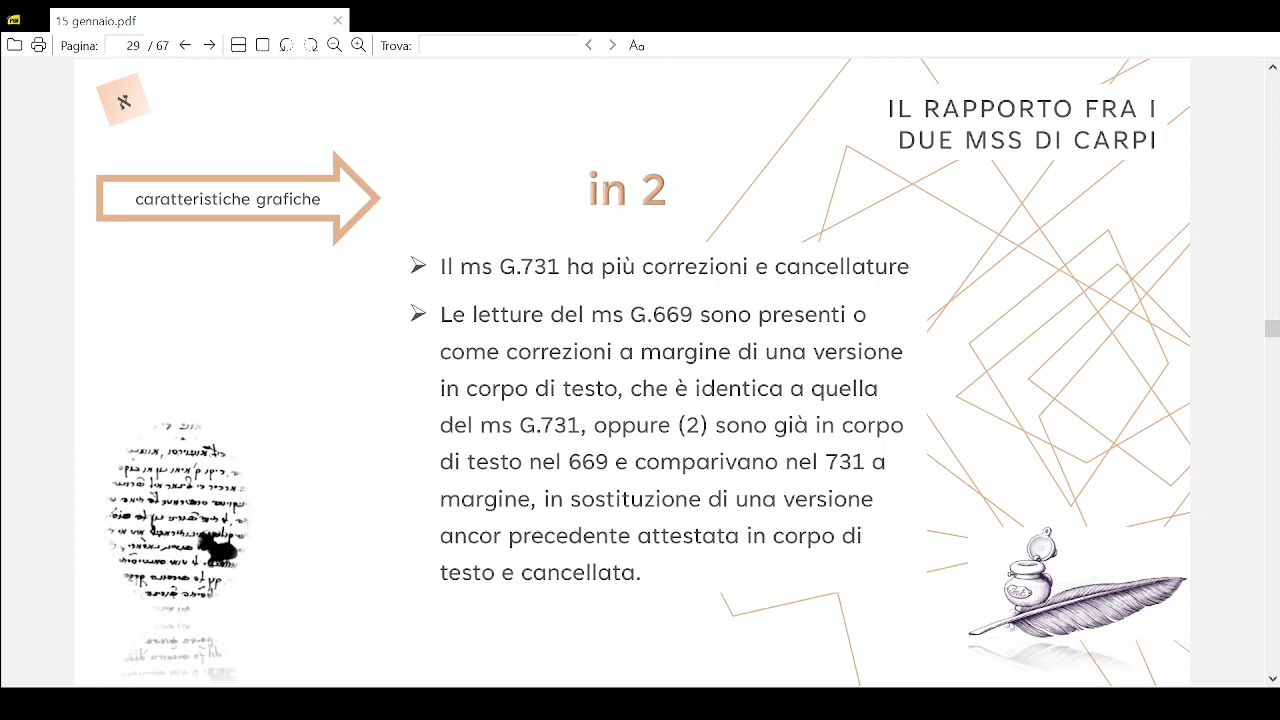 15 gennaio.pdf
Pagina: 29 / 67 Trova: Aa
א
IL RAPPORTO FRA I
DUE MSS DI CARPI
caratteristiche grafiche
in 2
Il ms G.731 ha più correzioni e cancellature
Le letture del ms G.669 sono presenti o
come correzioni a margine di una versione
in corpo di testo, che è identica a quella
del ms G.731, oppure (2) sono già in corpo
di testo nel 669 e comparivano nel 731 a
margine, in sostituzione di una versione
ancor precedente attestata in corpo di
testo e cancellata.